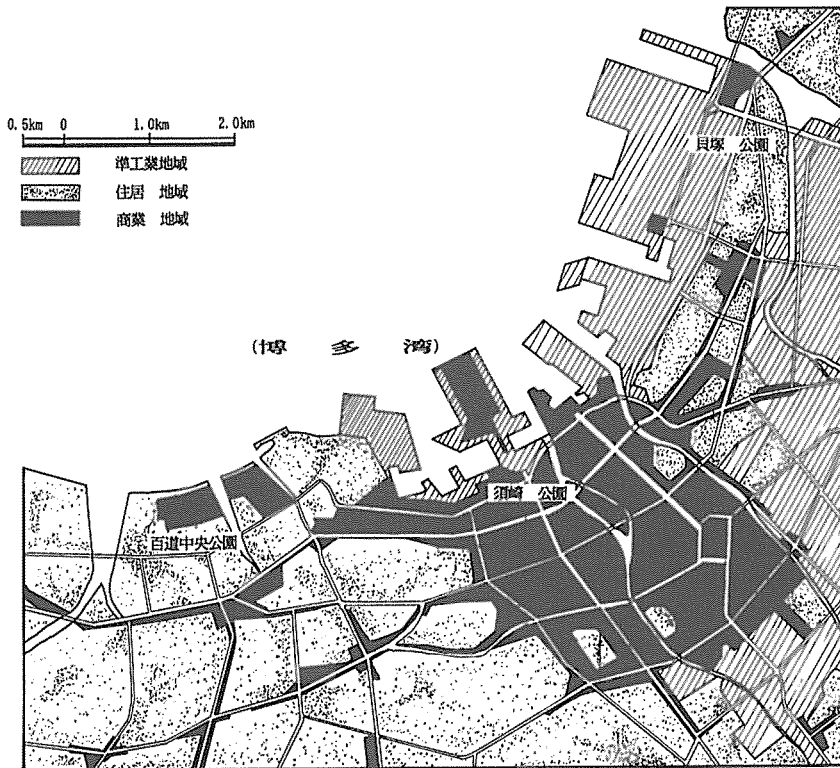 0.5km 0 1.0km 2.0km
準工業地域
住居 地域
商業 地域
貝塚 公園
(博 多 湾)
須崎 公園
百道中央公園